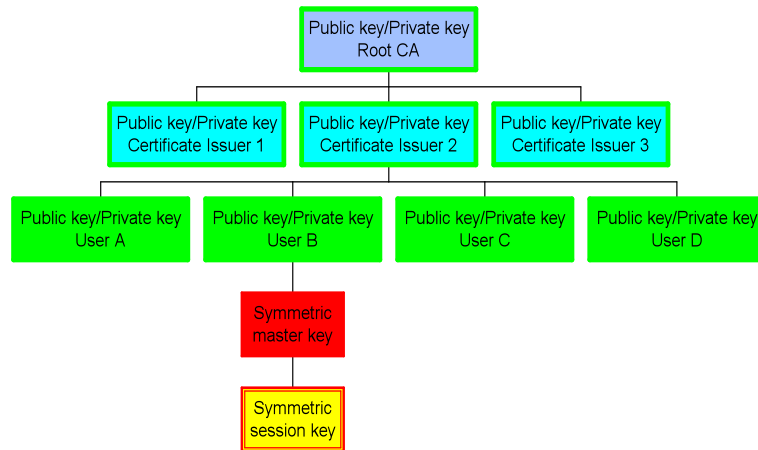 Public key/Private key
Root CA
Public key/Private key
Certificate Issuer 1
Public key/Private key
Certificate Issuer 2
Public key/Private key
Certificate Issuer 3
Public key/Private key
User A
Public key/Private key
User B
Public key/Private key
User C
Public key/Private key
User D
Symmetric
master key
Symmetric
session key